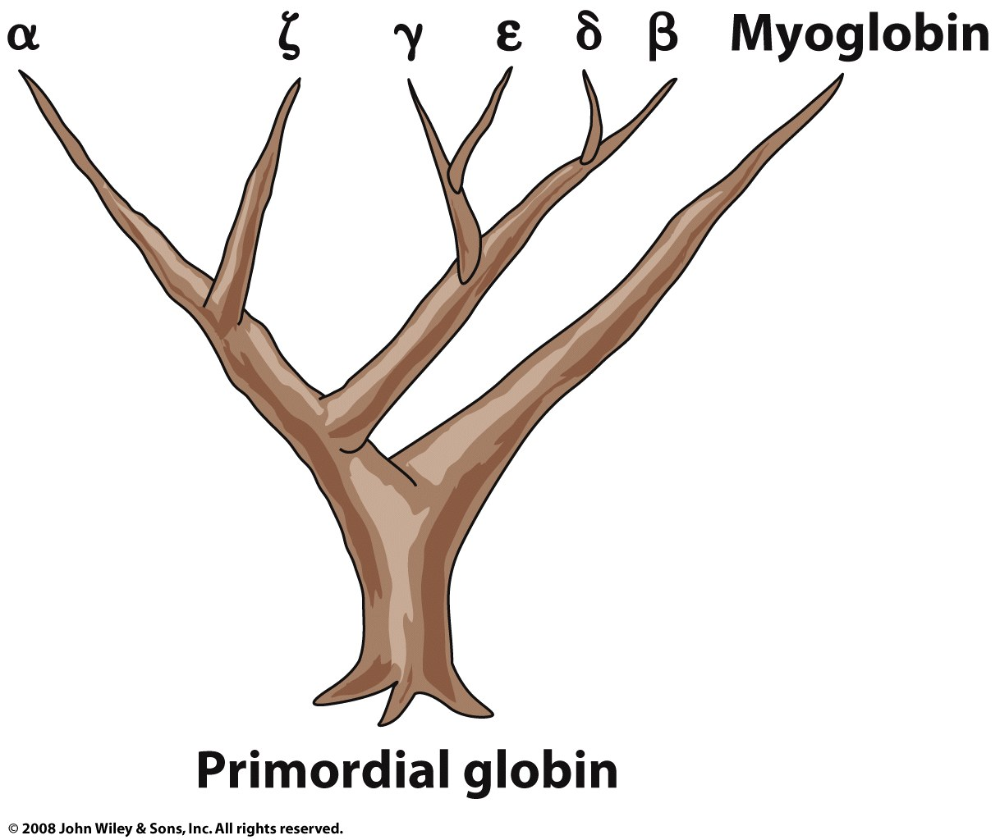 α ζ γ ε δ β Myoglobin
Primordial globin
© 2008 John Wiley & Sons, Inc. All rights reserved.